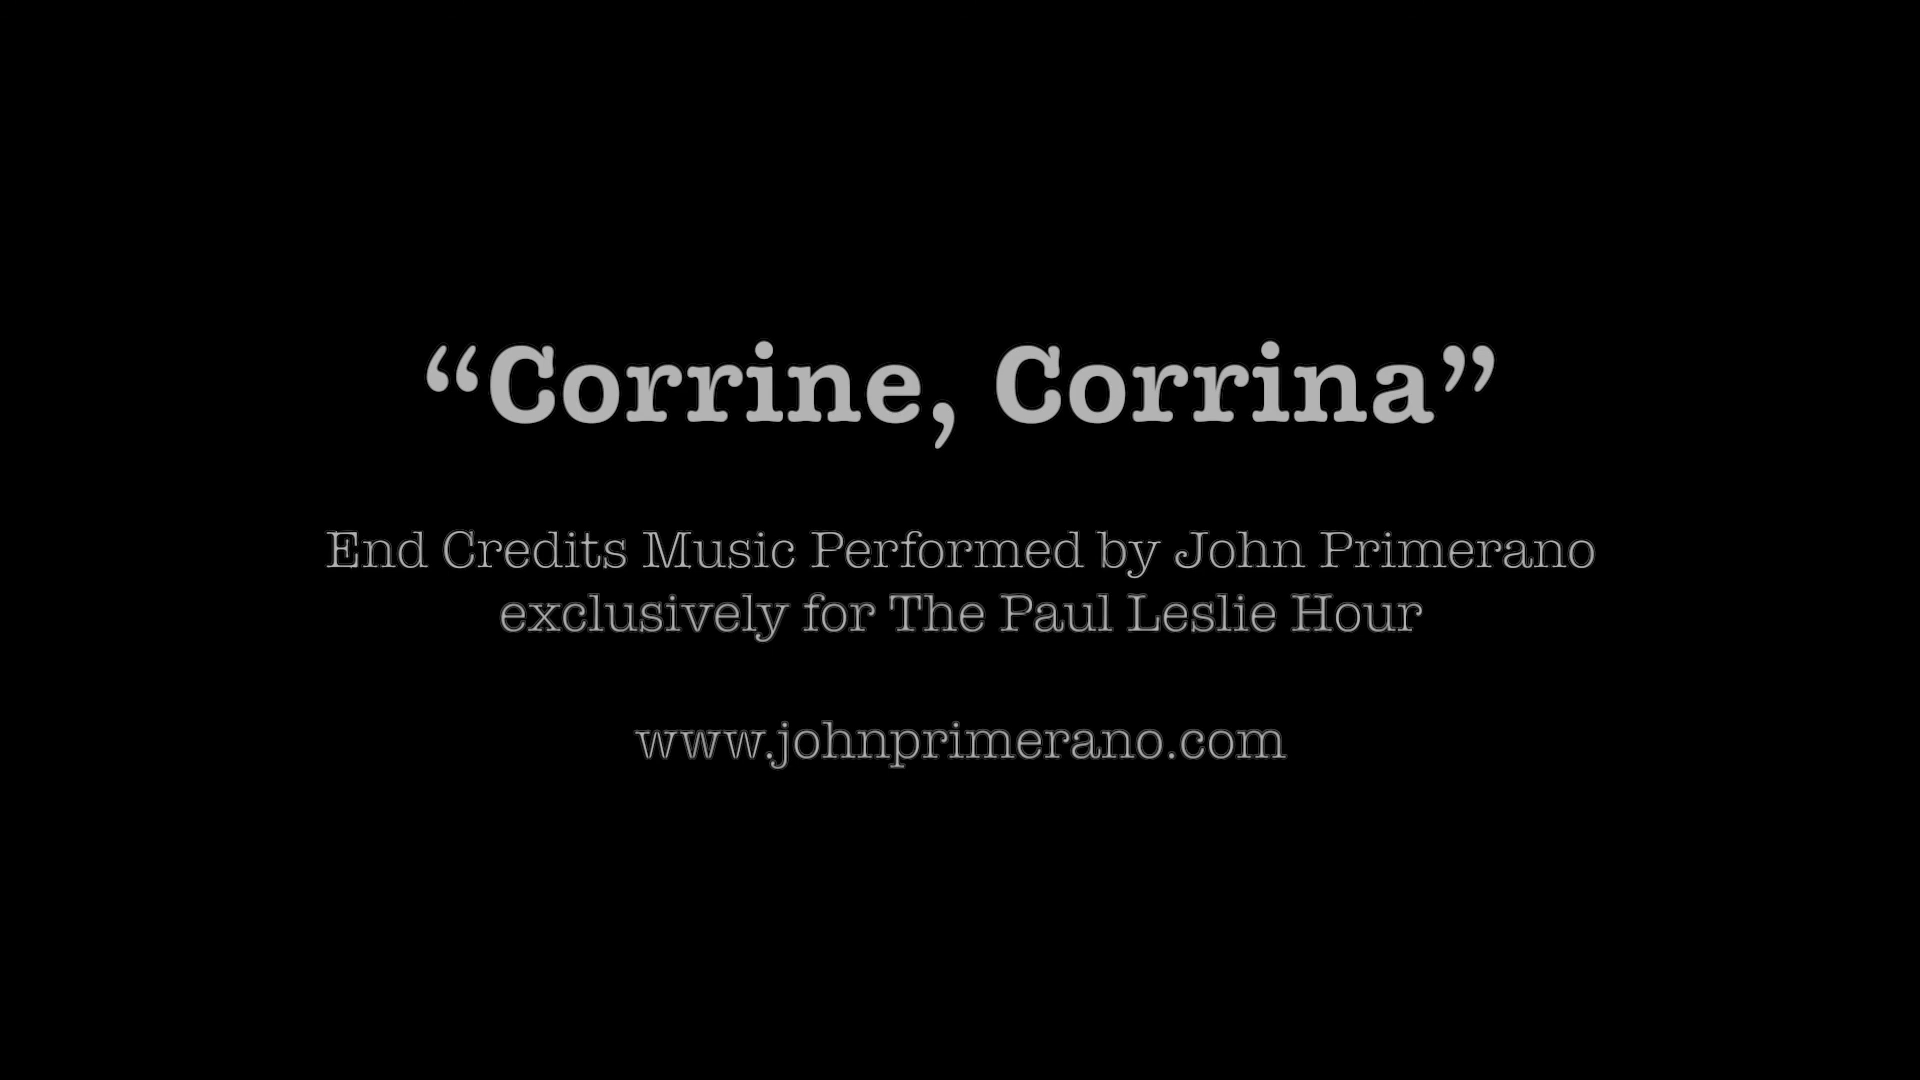 “Corrine, Corrina”
End Credits Music Performed by John Primerano
exclusively for The Paul Leslie Hour
www.johnprimerano.com